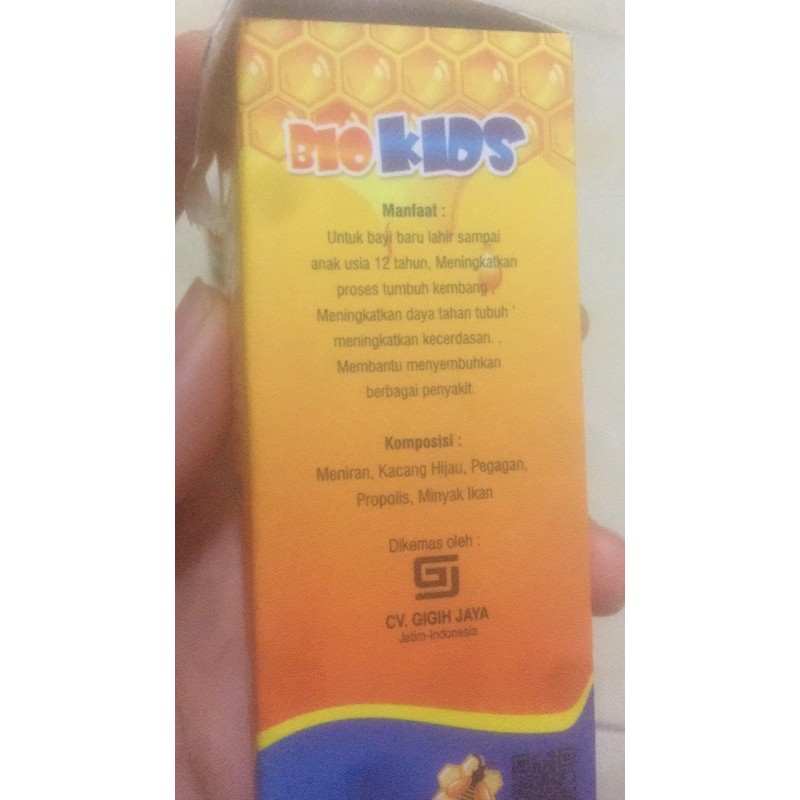 BIO KIDS
Manfaat :
Untuk bayi baru lahir sampai
anak usia 12 tahun, Meningkatkan
proses tumbuh kembang ,
Meningkatkan daya tahan tubuh '
meningkatkan kecerdasan. ,
Membantu menyembuhkan
berbagai penyakit.
Komposisi :
Meniran, Kacang Hijau, Pegagan,
Propolis, Minyak Ikan
Dikemas oleh :
GJ
CV. GIGIH JAYA
Jatim-Indonesia